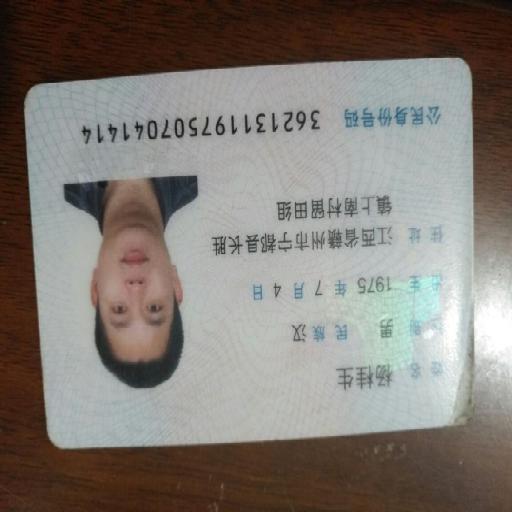 姓名 杨桂生
性别 男 民族 汉
出生 1975 年 7 月 4 日
住址 江西省赣州市宁都县长胜
镇上南村留田组
公民身份号码 362131197507041414